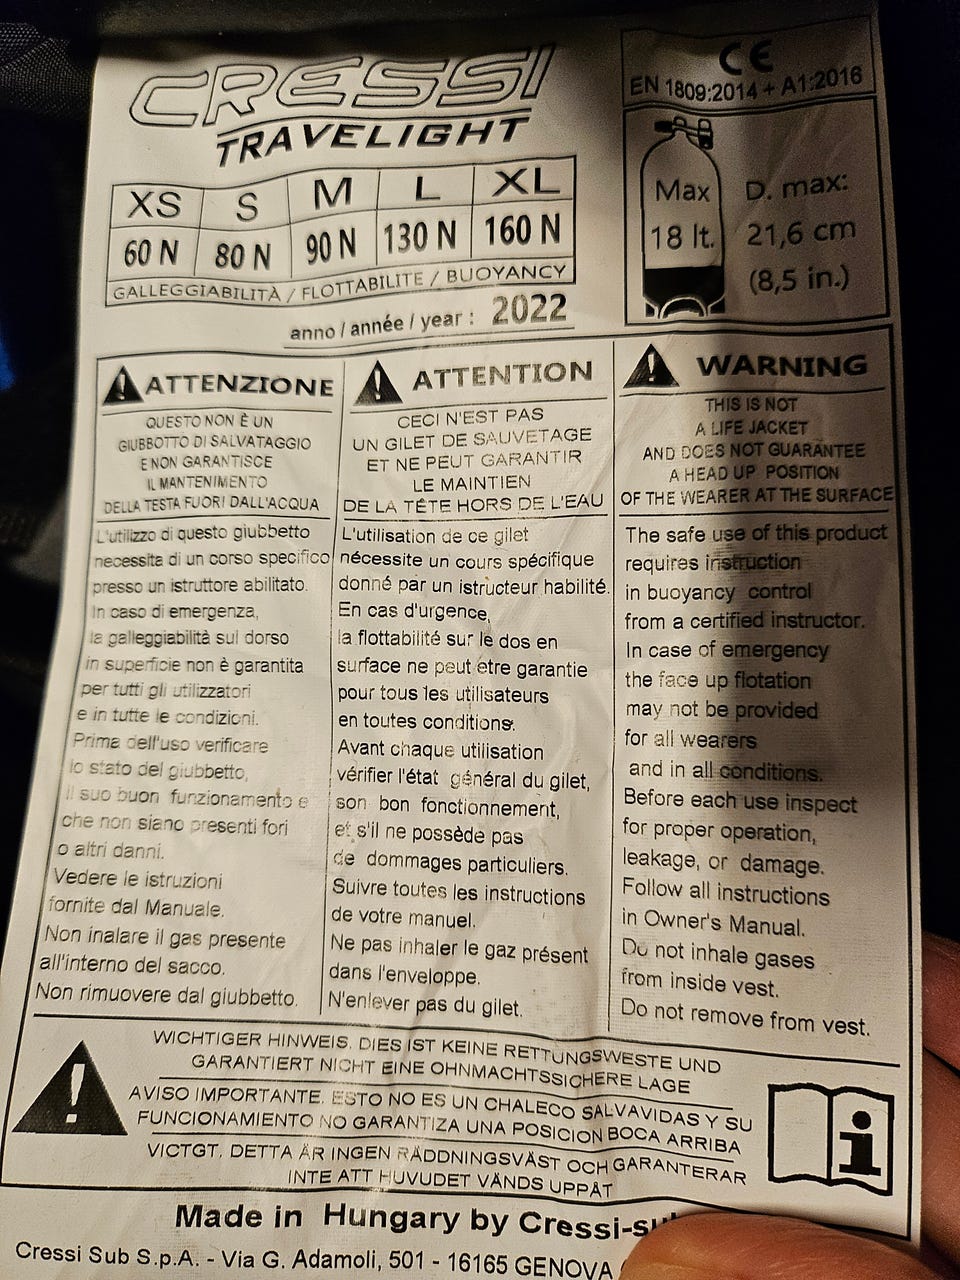 CRESSI
TRAVELIGHT
XS S M L XL
60 N 80 N 90 N 130 N 160 N
GALLEGGIABILITÀ / FLOTTABILITE / BUOYANCY
anno / année / year : 2022
CE
EN 1809:2014 + A1:2016
Max
18 lt.
D. max:
21,6 cm
(8,5 in.)
ATTENZIONE
QUESTO NON È UN
GIUBBOTTO DI SALVATAGGIO
E NON GARANTISCE
IL MANTENIMENTO
DELLA TESTA FUORI DALL'ACQUA
L'utilizzo di questo giubbetto
necessita di un corso specifico
presso un istruttore abilitato.
In caso di emergenza,
la galleggiabilità sul dorso
in superficie non è garantita
per tutti gli utilizzatori
e in tutte le condizioni.
Prima dell'uso verificare
lo stato del giubbetto,
il suo buon funzionamento e
che non siano presenti fori
o altri danni.
Vedere le istruzioni
fornite dal Manuale.
Non inalare il gas presente
all'interno del sacco.
Non rimuovere dal giubbetto.
ATTENTION
CECI N'EST PAS
UN GILET DE SAUVETAGE
ET NE PEUT GARANTIR
LE MAINTIEN
DE LA TÊTE HORS DE L'EAU
L'utilisation de ce gilet
nécessite un cours spécifique
donné par un istructeur habilité.
En cas d'urgence,
la flottabilité sur le dos en
surface ne peut etre garantie
pour tous les utilisateurs
en toutes conditions.
Avant chaque utilisation
vérifier l'état général du gilet,
son bon fonctionnement,
et s'il ne possède pas
de dommages particuliers.
Suivre toutes les instructions
de votre manuel.
Ne pas inhaler le gaz présent
dans l'enveloppe.
N'enlever pas du gilet.
WARNING
THIS IS NOT
A LIFE JACKET
AND DOES NOT GUARANTEE
A HEAD UP POSITION
OF THE WEARER AT THE SURFACE
The safe use of this product
requires instruction
in buoyancy control
from a certified instructor.
In case of emergency
the face up flotation
may not be provided
for all wearers
and in all conditions.
Before each use inspect
for proper operation,
leakage, or damage.
Follow all instructions
in Owner's Manual.
Do not inhale gases
from inside vest.
Do not remove from vest.
WICHTIGER HINWEIS. DIES IST KEINE RETTUNGSWESTE UND
GARANTIERT NICHT EINE OHNMACHTSSICHERE LAGE
AVISO IMPORTANTE. ESTO NO ES UN CHALECO SALVAVIDAS Y SU
FUNCIONAMIENTO NO GARANTIZA UNA POSICION BOCA ARRIBA
VICTGT, DETTA ÄR INGEN RÄDDNINGSVÄST OCH GARANTERAR
INTE ATT HUVUDET VÄNDS UPPÅT
Made in Hungary by Cressi-su
Cressi Sub S.p.A. - Via G. Adamoli, 501 - 16165 GENOVA